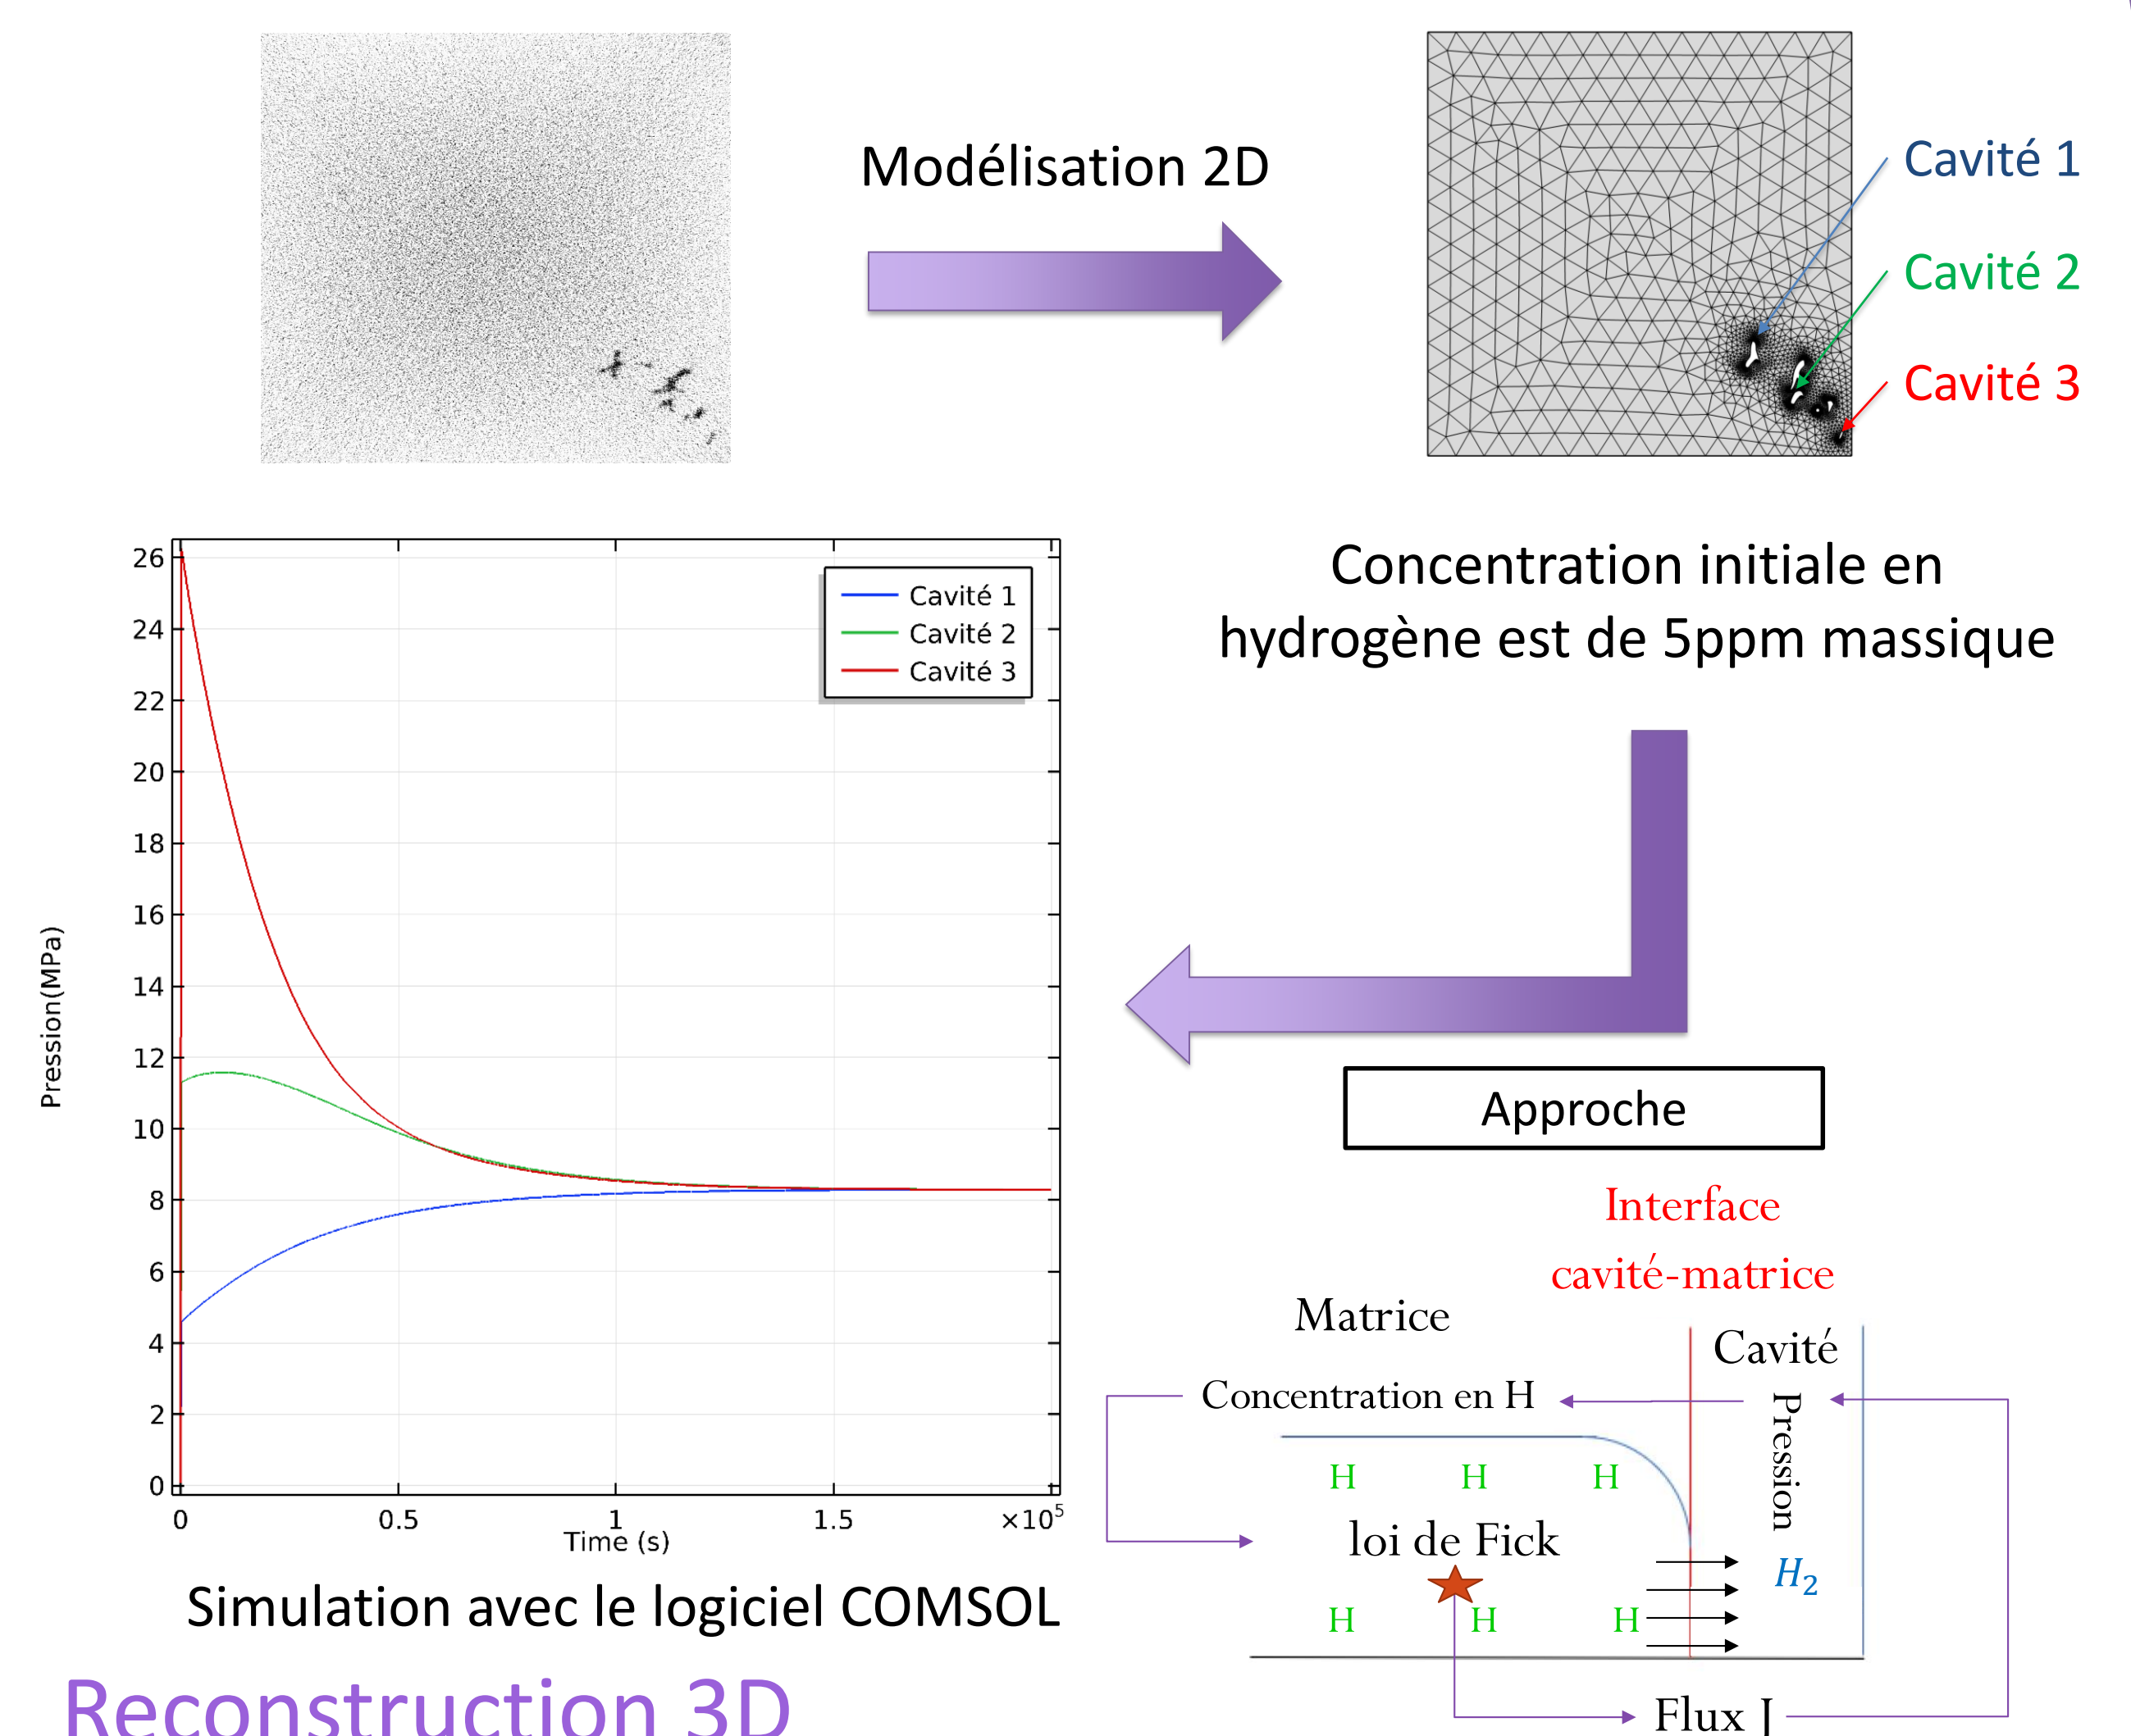 Modélisation 2D
Cavité 1
Cavité 2
Cavité 3
Concentration initiale en
hydrogène est de 5ppm massique
Pression(MPa)
26
24
22
20
18
16
14
12
10
8
6
4
2
0
Cavité 1
Cavité 2
Cavité 3
0
0.5
1
1.5
×10⁵
Time (s)
Simulation avec le logiciel COMSOL
Approche
Interface
cavité-matrice
Matrice
Cavité
Concentration en H
Pression
H H H
loi de Fick
H₂
H H H
Flux J
Reconstruction 3D